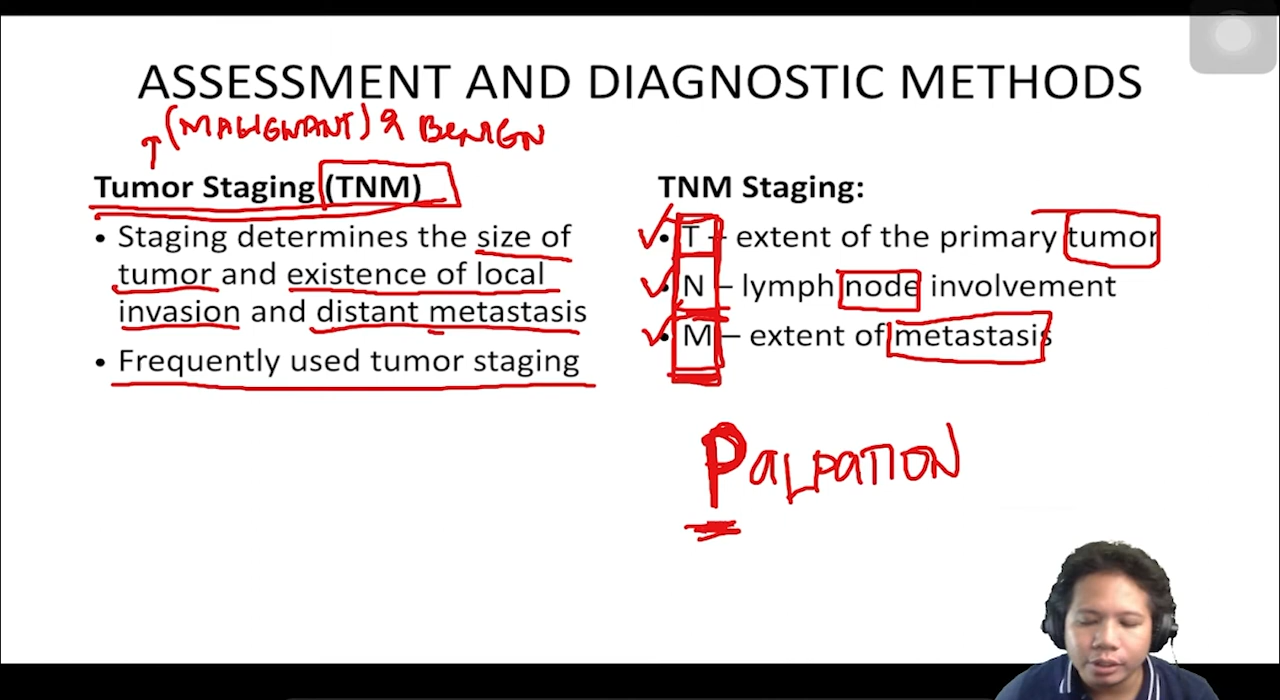 ASSESSMENT AND DIAGNOSTIC METHODS
(MALIGNANT) & BENIGN
Tumor Staging (TNM)
• Staging determines the size of
tumor and existence of local
invasion and distant metastasis
• Frequently used tumor staging
TNM Staging:
• T – extent of the primary tumor
• N – lymph node involvement
• M – extent of metastasis
PALPATION